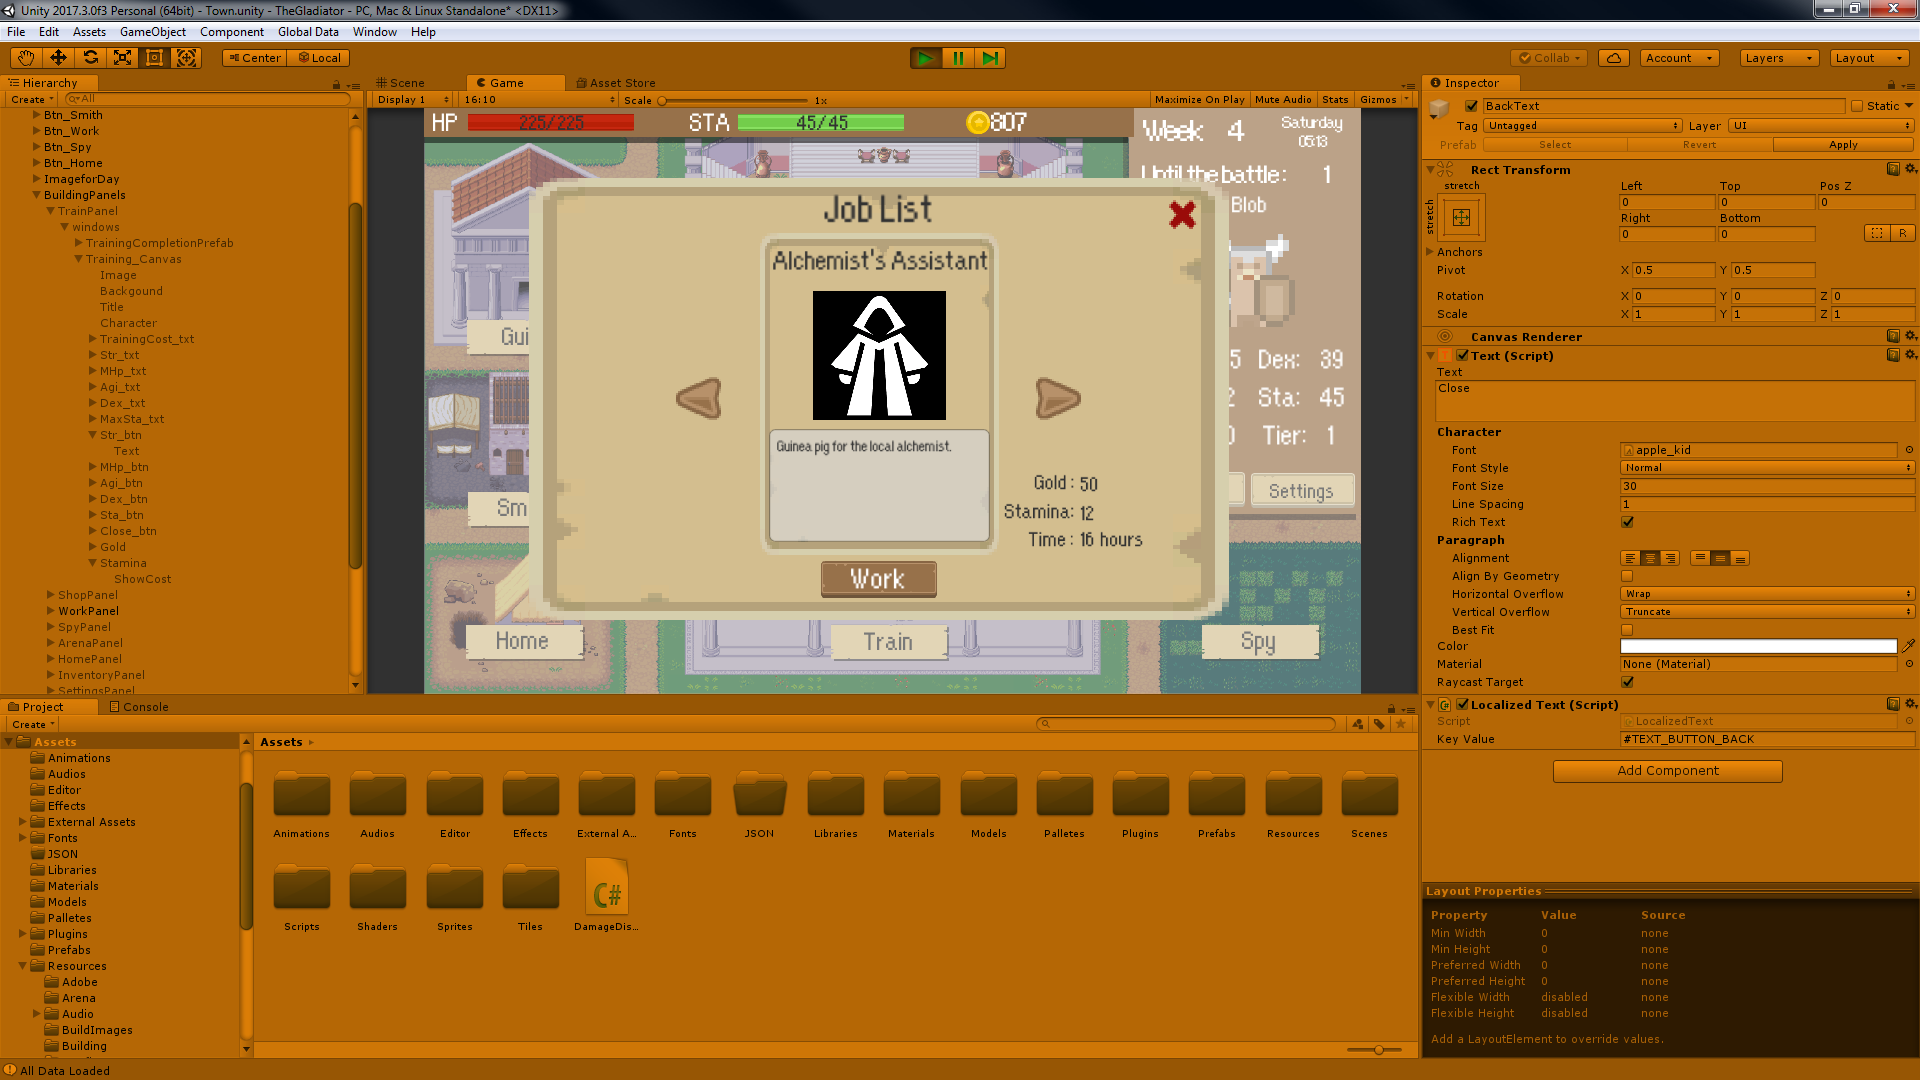 Unity 2017.3.0f3 Personal (64bit) - Town.unity - TheGladiator - PC, Mac & Linux Standalone* <DX11>
File Edit Assets GameObject Component Global Data Window Help
Center Local
Collab Account Layers Layout
Hierarchy
Create All
Btn_Smith
Btn_Work
Btn_Spy
Btn_Home
ImageforDay
BuildingPanels
TrainPanel
windows
TrainingCompletionPrefab
Training_Canvas
Image
Backgound
Title
Character
TrainingCost_txt
Str_txt
MHp_txt
Agi_txt
Dex_txt
MaxSta_txt
Str_btn
Text
MHp_btn
Agi_btn
Dex_btn
Sta_btn
Close_btn
Gold
Stamina
ShowCost
ShopPanel
WorkPanel
SpyPanel
ArenaPanel
HomePanel
InventoryPanel
SettingsPanel
Scene Game Asset Store
Display 1 16:10 Scale 1x Maximize On Play Mute Audio Stats Gizmos
HP 225/225 STA 45/45 807
Week: 4 Saturday
05:13
Until the battle: 1
Blob
Job List
Alchemist's Assistant
Guinea pig for the local alchemist.
Gold : 50
Stamina: 12
Time : 16 hours
Work
Gui
Sm
5 Dex: 39
2 Sta: 45
0 Tier: 1
Settings
Home Train Spy
Inspector
BackText Static
Tag Untagged Layer UI
Prefab Select Revert Apply
Rect Transform
stretch Left Top Pos Z
stretch 0 0 0
Right Bottom
0 0 R
Anchors
Pivot X 0.5 Y 0.5
Rotation X 0 Y 0 Z 0
Scale X 1 Y 1 Z 1
Canvas Renderer
Text (Script)
Text
Close
Character
Font apple_kid
Font Style Normal
Font Size 30
Line Spacing 1
Rich Text
Paragraph
Alignment
Align By Geometry
Horizontal Overflow Wrap
Vertical Overflow Truncate
Best Fit
Color
Material None (Material)
Raycast Target
Localized Text (Script)
Script LocalizedText
Key Value #TEXT_BUTTON_BACK
Add Component
Layout Properties
Property Value Source
Min Width 0 none
Min Height 0 none
Preferred Width 0 none
Preferred Height 0 none
Flexible Width disabled none
Flexible Height disabled none
Add a LayoutElement to override values.
Project Console
Create
Assets
Animations
Audios
Editor
Effects
External Assets
Fonts
JSON
Libraries
Materials
Models
Palletes
Plugins
Prefabs
Resources
Adobe
Arena
Audio
BuildImages
Building
Assets
Animations Audios Editor Effects External A... Fonts JSON Libraries Materials Models Palletes Plugins Prefabs Resources Scenes
Scripts Shaders Sprites Tiles DamageDis...
C#
All Data Loaded